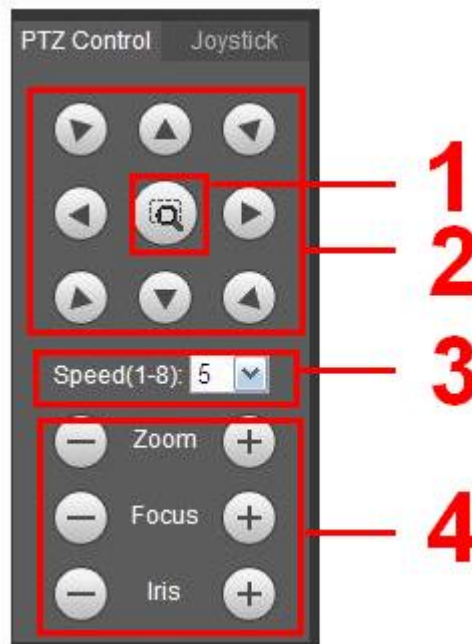 PTZ Control Joystick
1
2
Speed(1-8): 5
3
Zoom
Focus
4
Iris